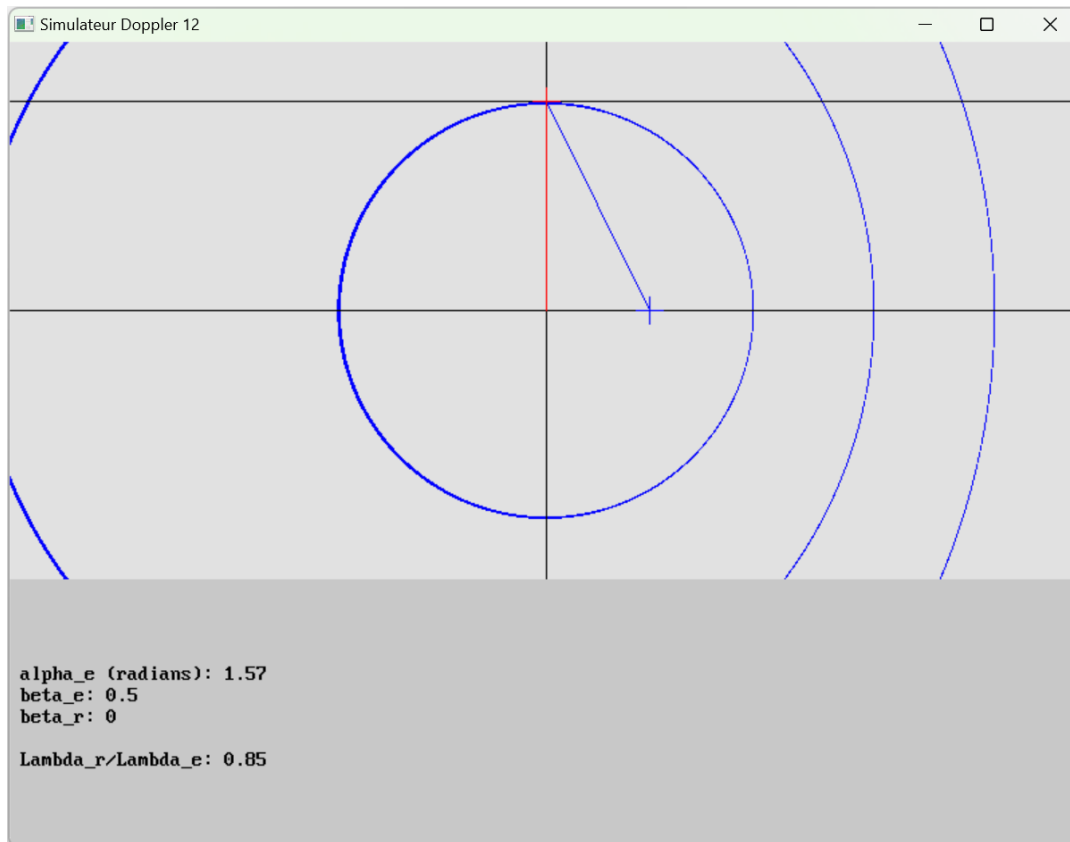 Simulateur Doppler 12
alpha_e (radians): 1.57
beta_e: 0.5
beta_r: 0
Lambda_r/Lambda_e: 0.85